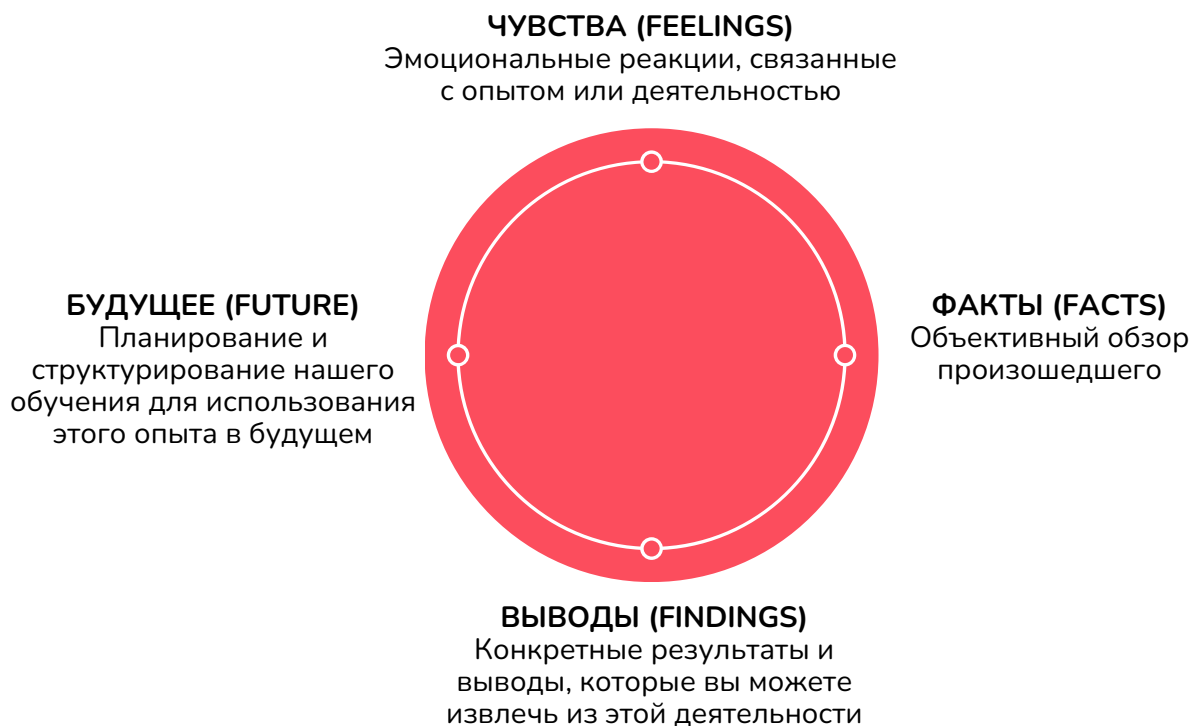 ЧУВСТВА (FEELINGS)
Эмоциональные реакции, связанные
с опытом или деятельностью
БУДУЩЕЕ (FUTURE)
Планирование и
структурирование нашего
обучения для использования
этого опыта в будущем
ФАКТЫ (FACTS)
Объективный обзор
произошедшего
ВЫВОДЫ (FINDINGS)
Конкретные результаты и
выводы, которые вы можете
извлечь из этой деятельности